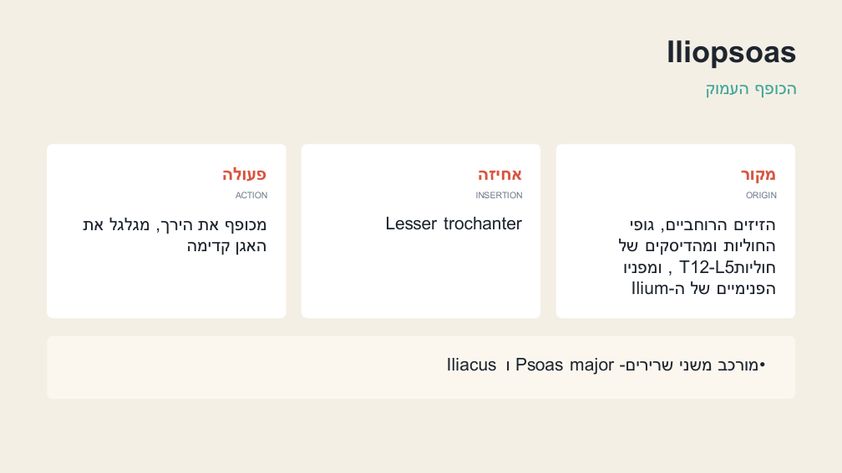 Iliopsoas
הכופף העמוק
מקור
ORIGIN
הזיזים הרוחביים, גופי
החוליות ומהדיסקים של
חוליותT12-L5 , ומפניו
הפנימיים של ה-Ilium
אחיזה
INSERTION
Lesser trochanter
פעולה
ACTION
מכופף את הירך, מגלגל את
האגן קדימה
•מורכב משני שרירים- Psoas major ו Iliacus